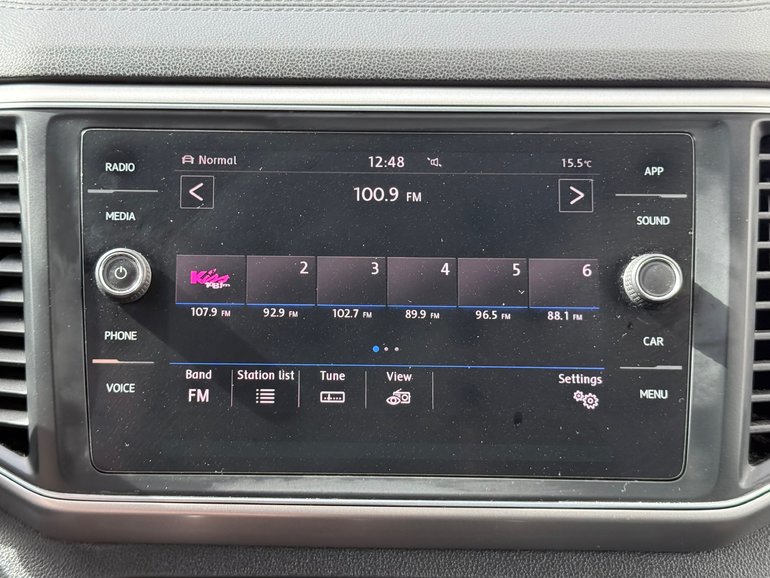 RADIO
MEDIA
PHONE
VOICE
Normal 12:48 15.5°C
100.9 FM
Kiss
2 3 4 5 6
107.9 FM 92.9 FM 102.7 FM 89.9 FM 96.5 FM 88.1 FM
Band Station list Tune View Settings
FM
APP
SOUND
CAR
MENU